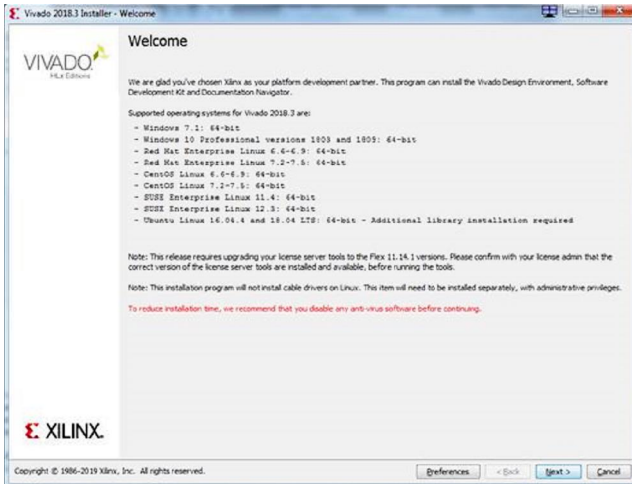 Vivado 2018.3 Installer - Welcome
VIVADO
HLx Editions
Welcome
We are glad you've chosen Xilinx as your platform development partner. This program can install the Vivado Design Environment, Software
Development Kit and Documentation Navigator.
Supported operating systems for Vivado 2018.3 are:
- Windows 7.1: 64-bit
- Windows 10 Professional versions 1803 and 1809: 64-bit
- Red Hat Enterprise Linux 6.6-6.9: 64-bit
- Red Hat Enterprise Linux 7.2-7.5: 64-bit
- CentOS Linux 6.6-6.9: 64-bit
- CentOS Linux 7.2-7.5: 64-bit
- SUSE Enterprise Linux 11.4: 64-bit
- SUSE Enterprise Linux 12.3: 64-bit
- Ubuntu Linux 16.04.4 and 18.04 LTS: 64-bit - Additional library installation required
Note: This release requires upgrading your license server tools to the Flex 11.14.1 versions. Please confirm with your license admin that the
correct version of the license server tools are installed and available, before running the tools.
Note: This installation program will not install cable drivers on Linux. This item will need to be installed separately, with administrative privileges.
To reduce installation time, we recommend that you disable any anti-virus software before continuing.
XILINX.
Copyright © 1986-2019 Xilinx, Inc. All rights reserved.
Preferences
< Back
Next >
Cancel